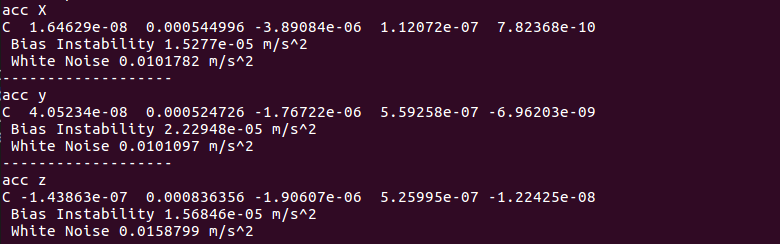 acc X
C  1.64629e-08  0.000544996 -3.89084e-06  1.12072e-07  7.82368e-10
 Bias Instability 1.5277e-05 m/s^2
 White Noise 0.0101782 m/s^2
-------------------
acc y
C  4.05234e-08  0.000524726 -1.76722e-06  5.59258e-07 -6.96203e-09
 Bias Instability 2.22948e-05 m/s^2
 White Noise 0.0101097 m/s^2
-------------------
acc z
C -1.43863e-07  0.000836356 -1.90607e-06  5.25995e-07 -1.22425e-08
 Bias Instability 1.56846e-05 m/s^2
 White Noise 0.0158799 m/s^2